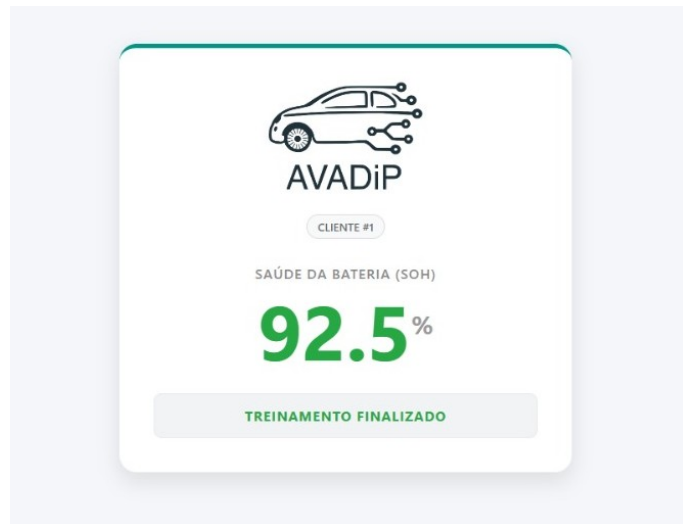 AVADiP
CLIENTE #1
SAÚDE DA BATERIA (SOH)
92.5%
TREINAMENTO FINALIZADO